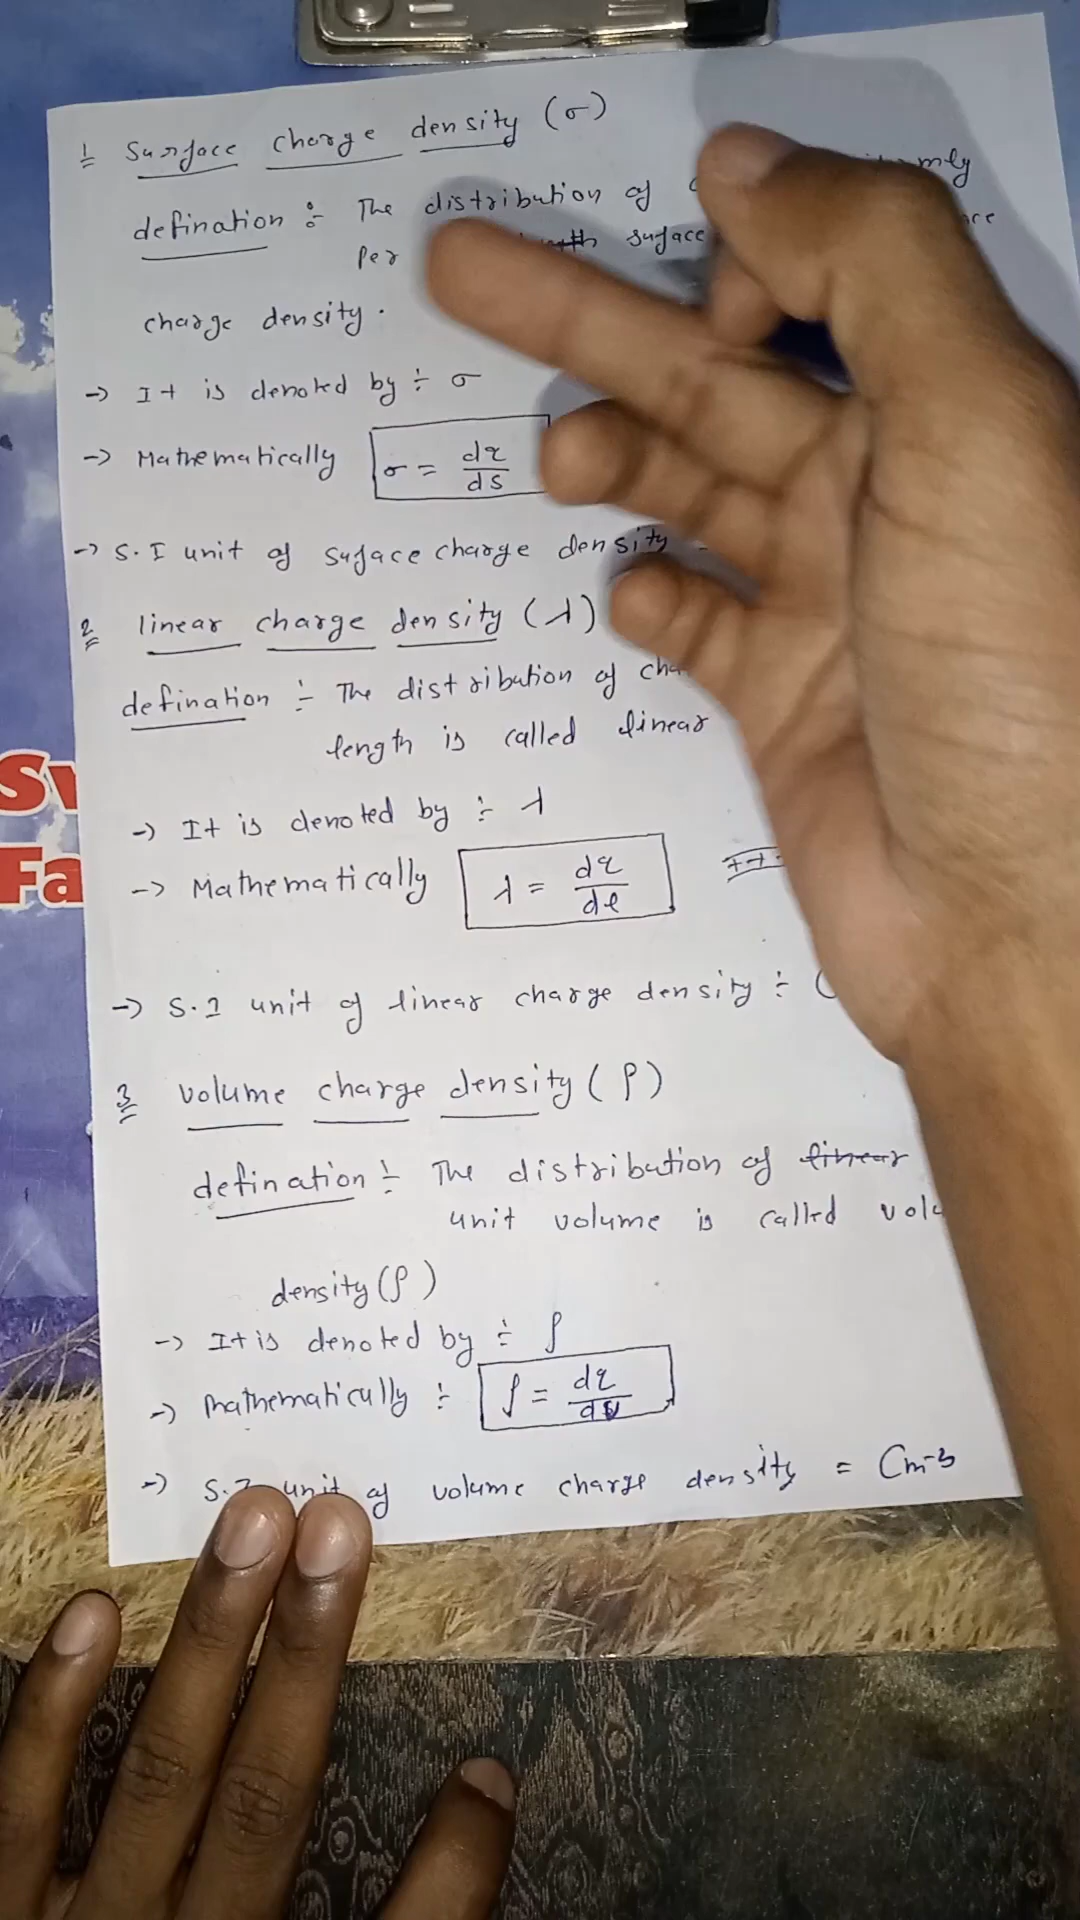 1 Surface charge density (σ)
defination :- The distribution of
Per surface
charge density.
-> It is denoted by ÷ σ
-> Mathematically σ = dq/ds
-> S.I unit of suface charge density
2 linear charge density (λ)
defination :- The distribution of
length is called linear
-> It is denoted by ÷ λ
-> Mathematically λ = dq/dl
-> S.I unit of linear charge density ÷
3 volume charge density (ρ)
defination :- The distribution of linear
unit volume is called
density (ρ)
-> It is denoted by ÷ ρ
-> Mathematically ÷ ρ = dq/dv
-> S.I unit of volume charge density = Cm-3